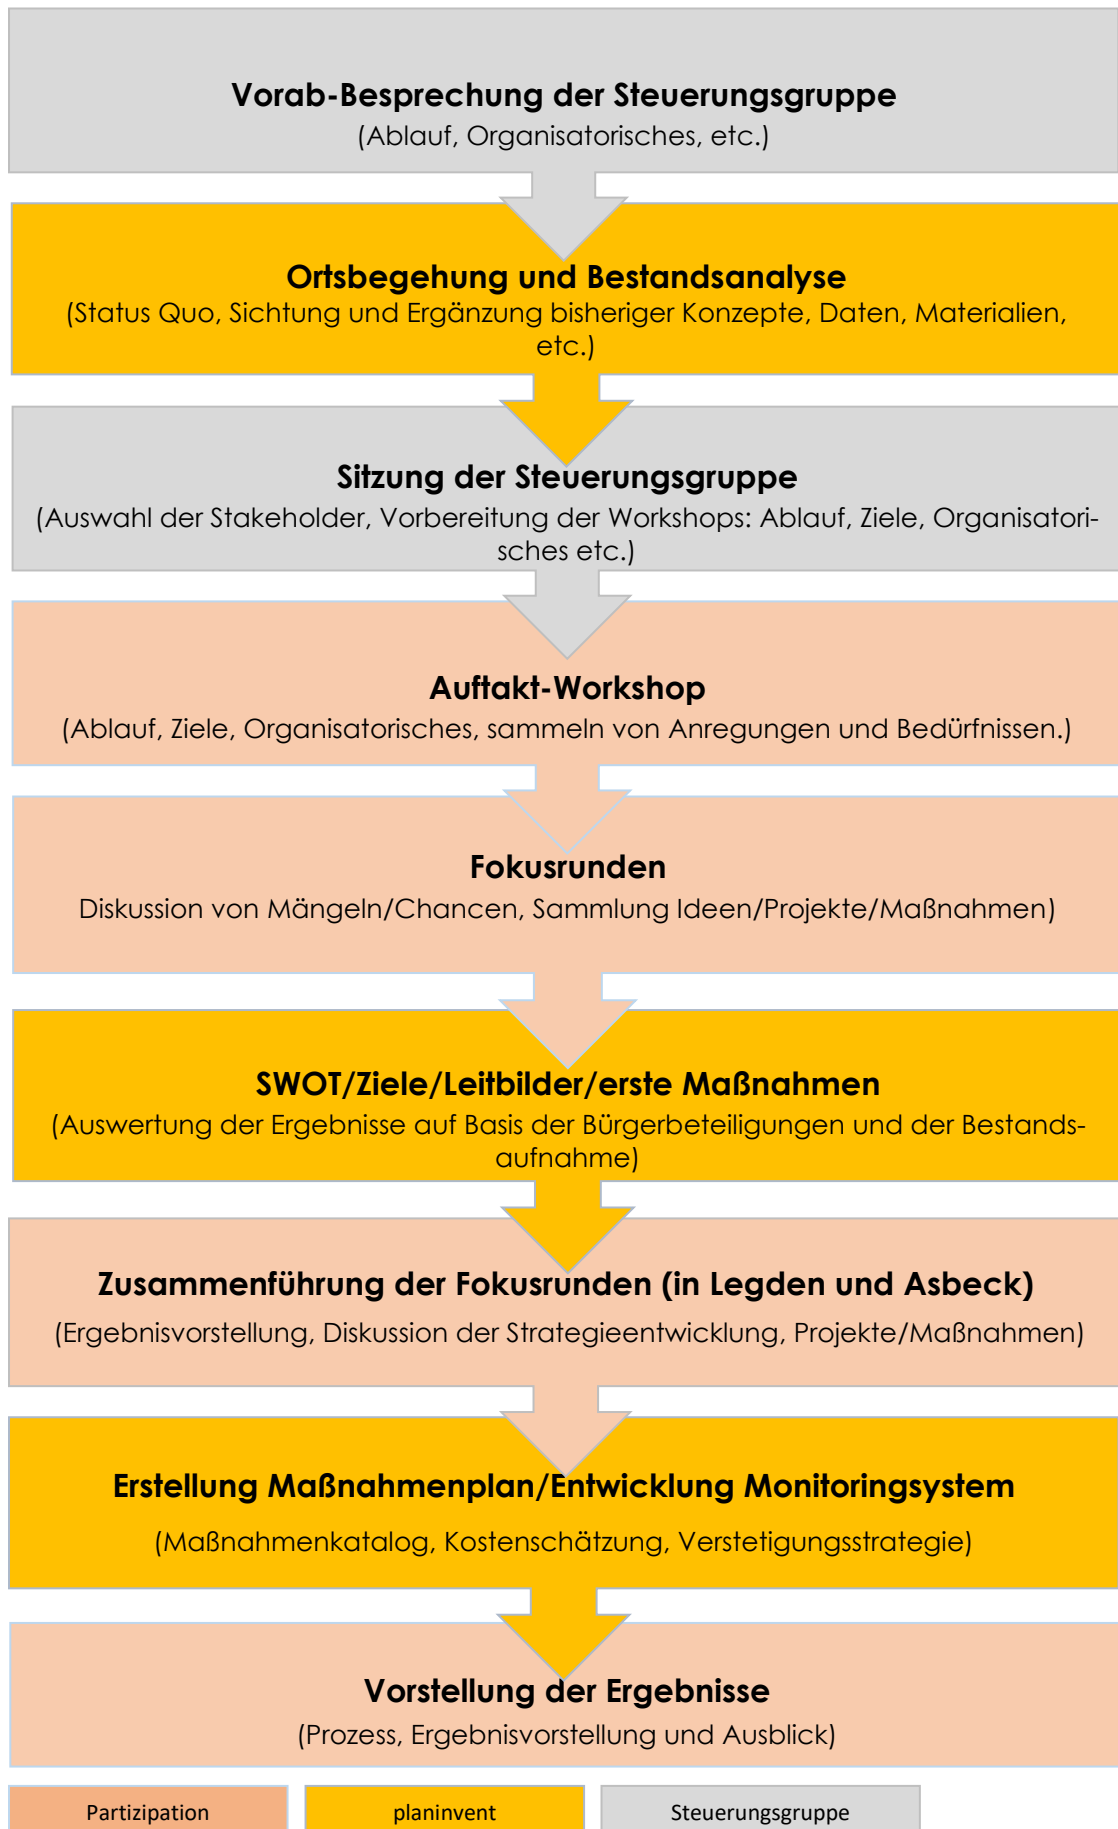 Vorab-Besprechung der Steuerungsgruppe
(Ablauf, Organisatorisches, etc.)
Ortsbegehung und Bestandsanalyse
(Status Quo, Sichtung und Ergänzung bisheriger Konzepte, Daten, Materialien,
etc.)
Sitzung der Steuerungsgruppe
(Auswahl der Stakeholder, Vorbereitung der Workshops: Ablauf, Ziele, Organisatori-
sches etc.)
Auftakt-Workshop
(Ablauf, Ziele, Organisatorisches, sammeln von Anregungen und Bedürfnissen.)
Fokusrunden
Diskussion von Mängeln/Chancen, Sammlung Ideen/Projekte/Maßnahmen)
SWOT/Ziele/Leitbilder/erste Maßnahmen
(Auswertung der Ergebnisse auf Basis der Bürgerbeteiligungen und der Bestands-
aufnahme)
Zusammenführung der Fokusrunden (in Legden und Asbeck)
(Ergebnisvorstellung, Diskussion der Strategieentwicklung, Projekte/Maßnahmen)
Erstellung Maßnahmenplan/Entwicklung Monitoringsystem
(Maßnahmenkatalog, Kostenschätzung, Verstetigungsstrategie)
Vorstellung der Ergebnisse
(Prozess, Ergebnisvorstellung und Ausblick)
Partizipation
planinvent
Steuerungsgruppe